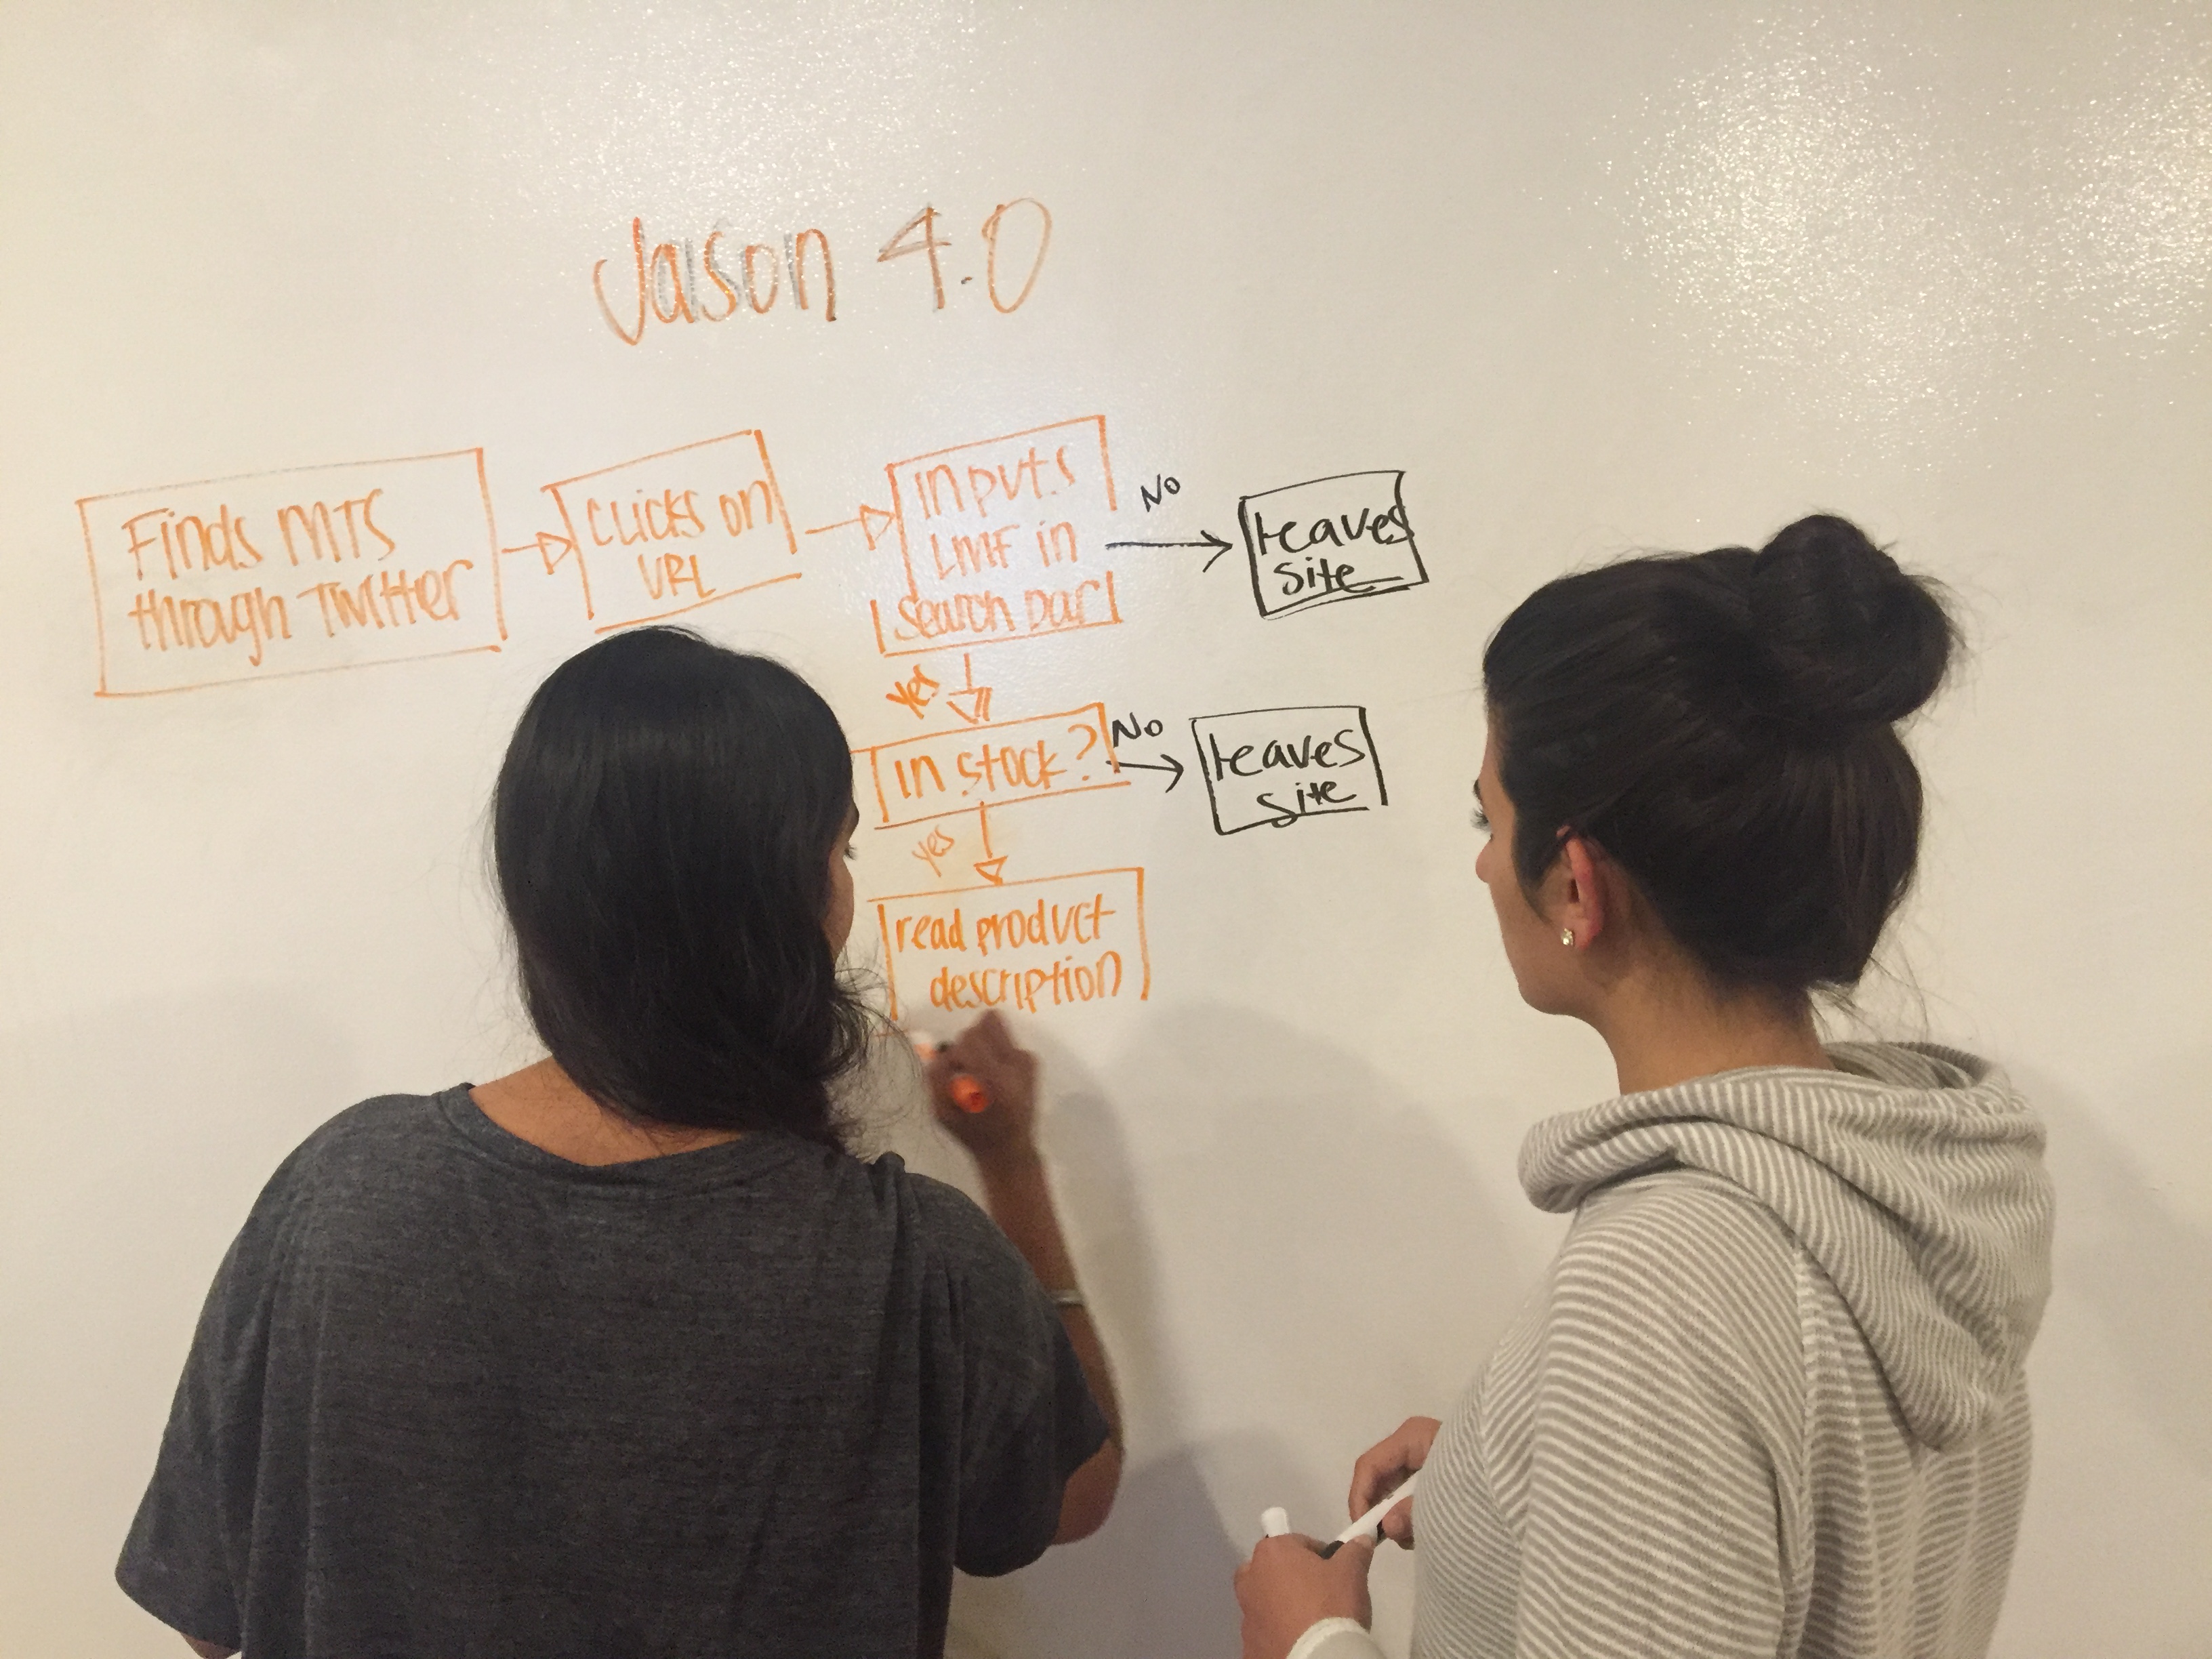 Jason 4.0
Finds MTS
through Twitter
clicks on
URL
inputs
LMF in
search bar
No
Leaves
site
yes
in stock?
No
Leaves
site
yes
read product
description